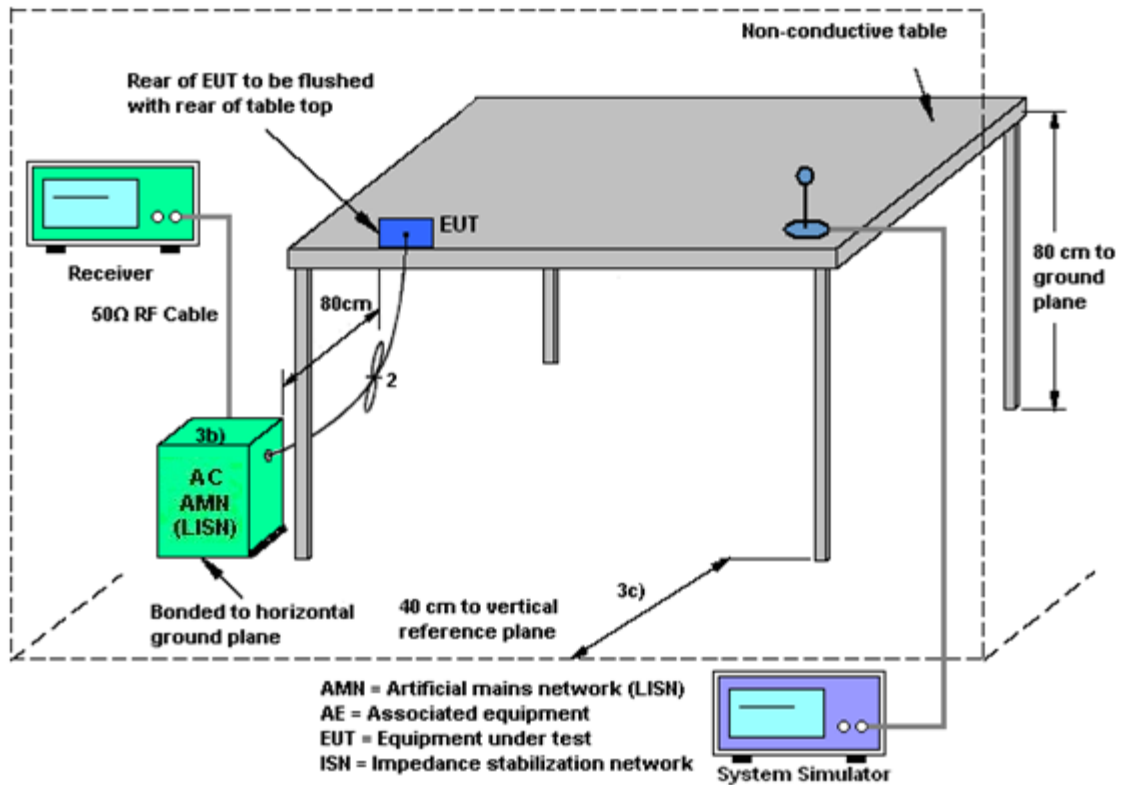 Non-conductive table
Rear of EUT to be flushed
with rear of table top
EUT
Receiver
80cm
80 cm to
ground
plane
50Ω RF Cable
2
3b)
AC
AMN
(LISN)
3c)
Bonded to horizontal
ground plane
40 cm to vertical
reference plane
AMN = Artificial mains network (LISN)
AE = Associated equipment
EUT = Equipment under test
ISN = Impedance stabilization network
System Simulator